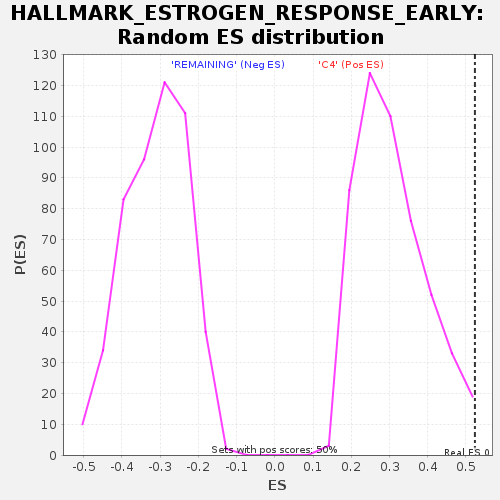 HALLMARK_ESTROGEN_RESPONSE_EARLY:
Random ES distribution
'REMAINING' (Neg ES) 'C4' (Pos ES)
130
120
110
100
90
80
70
60
50
40
30
20
10
0
P(ES)
Sets with pos scores: 50%
Real ES 0
-0.5 -0.4 -0.3 -0.2 -0.1 0.0 0.1 0.2 0.3 0.4 0.5
ES